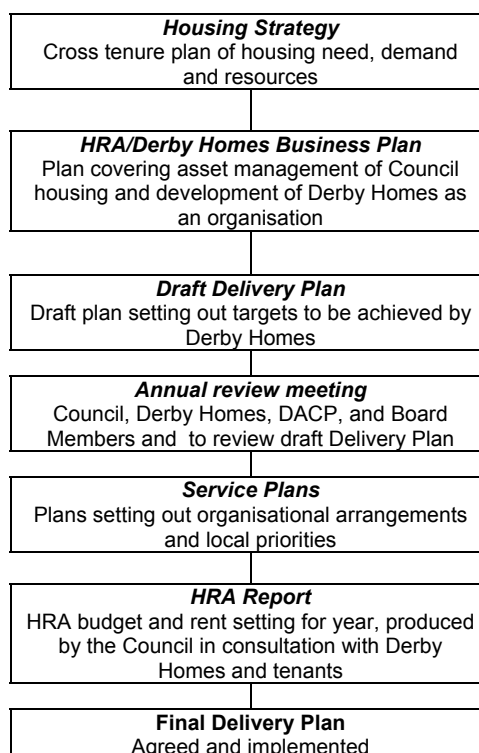 Housing Strategy
Cross tenure plan of housing need, demand
and resources
HRA/Derby Homes Business Plan
Plan covering asset management of Council
housing and development of Derby Homes as
an organisation
Draft Delivery Plan
Draft plan setting out targets to be achieved by
Derby Homes
Annual review meeting
Council, Derby Homes, DACP, and Board
Members and  to review draft Delivery Plan
Service Plans
Plans setting out organisational arrangements
and local priorities
HRA Report
HRA budget and rent setting for year, produced
by the Council in consultation with Derby
Homes and tenants
Final Delivery Plan
Agreed and implemented